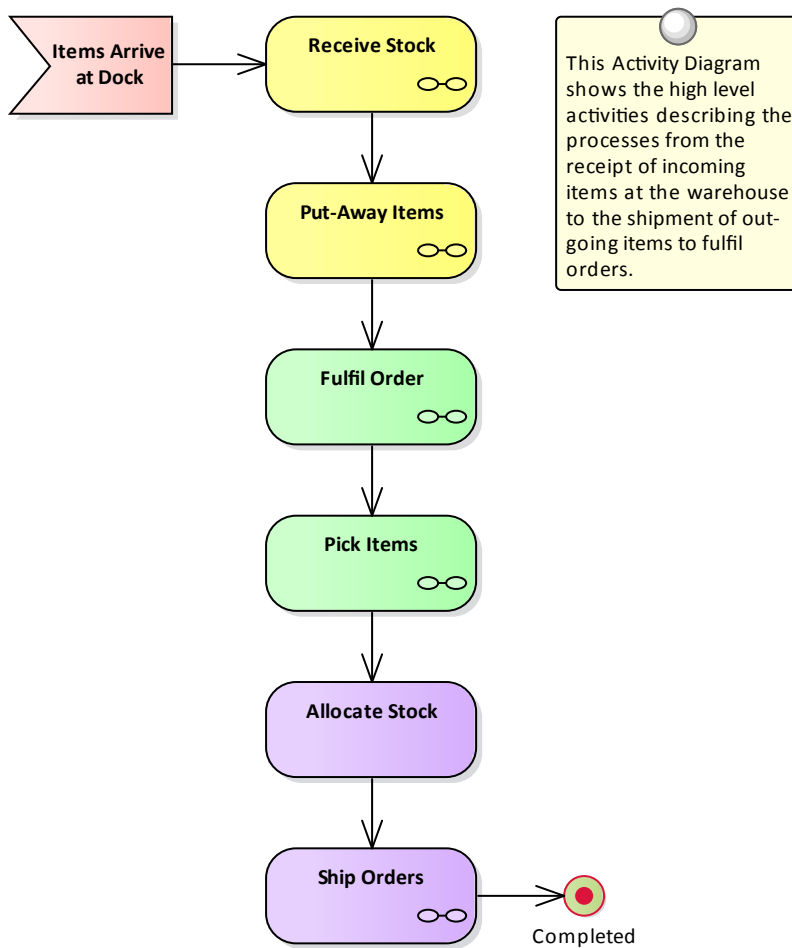 Items Arrive
at Dock
Receive Stock
This Activity Diagram
shows the high level
activities describing the
processes from the
receipt of incoming
items at the warehouse
to the shipment of out-
going items to fulfil
orders.
Put-Away Items
Fulfil Order
Pick Items
Allocate Stock
Ship Orders
Completed